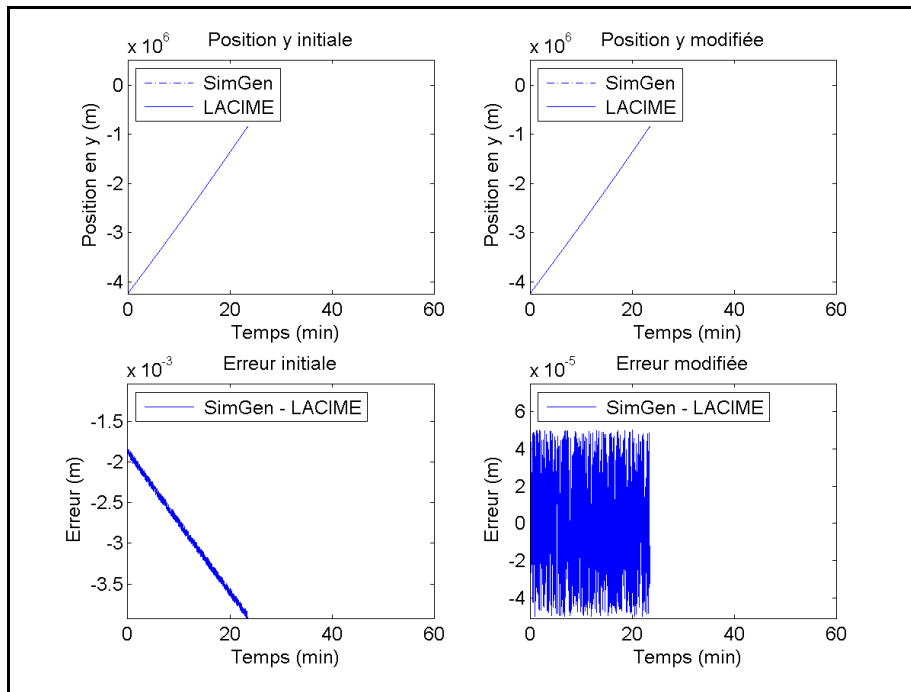 Position y initiale
x 10^6
Position en y (m)
0
-1
-2
-3
-4
SimGen
LACIME
0 20 40 60
Temps (min)
Position y modifiée
x 10^6
Position en y (m)
0
-1
-2
-3
-4
SimGen
LACIME
0 20 40 60
Temps (min)
Erreur initiale
x 10^-3
Erreur (m)
-1.5
-2
-2.5
-3
-3.5
SimGen - LACIME
0 20 40 60
Temps (min)
Erreur modifiée
x 10^-5
Erreur (m)
6
4
2
0
-2
-4
SimGen - LACIME
0 20 40 60
Temps (min)